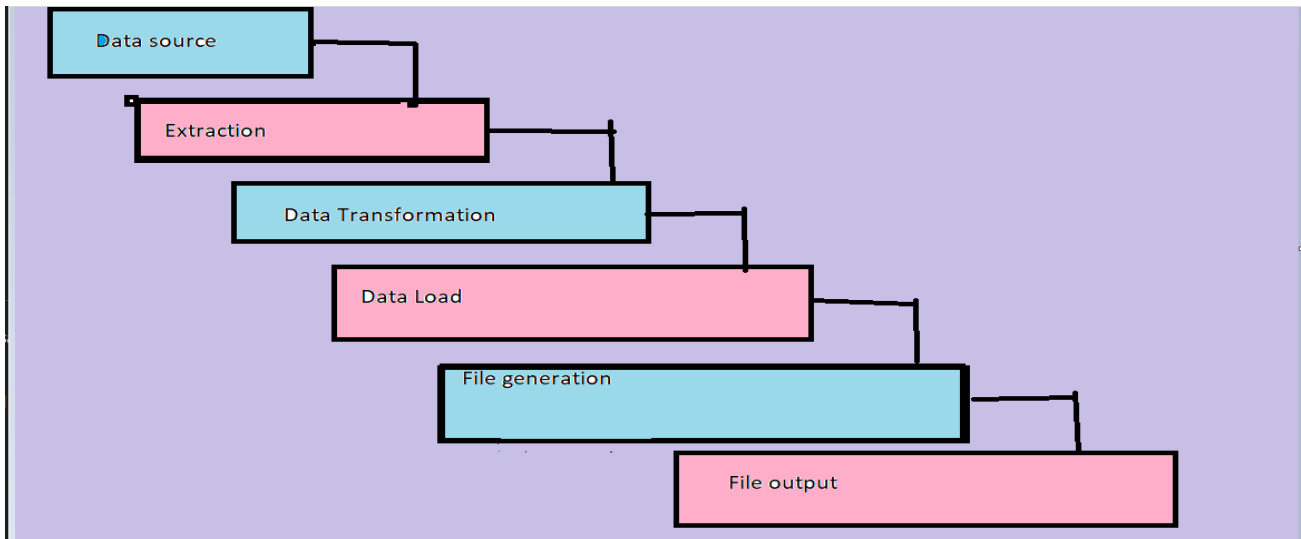 Data source
Extraction
Data Transformation
Data Load
File generation
File output